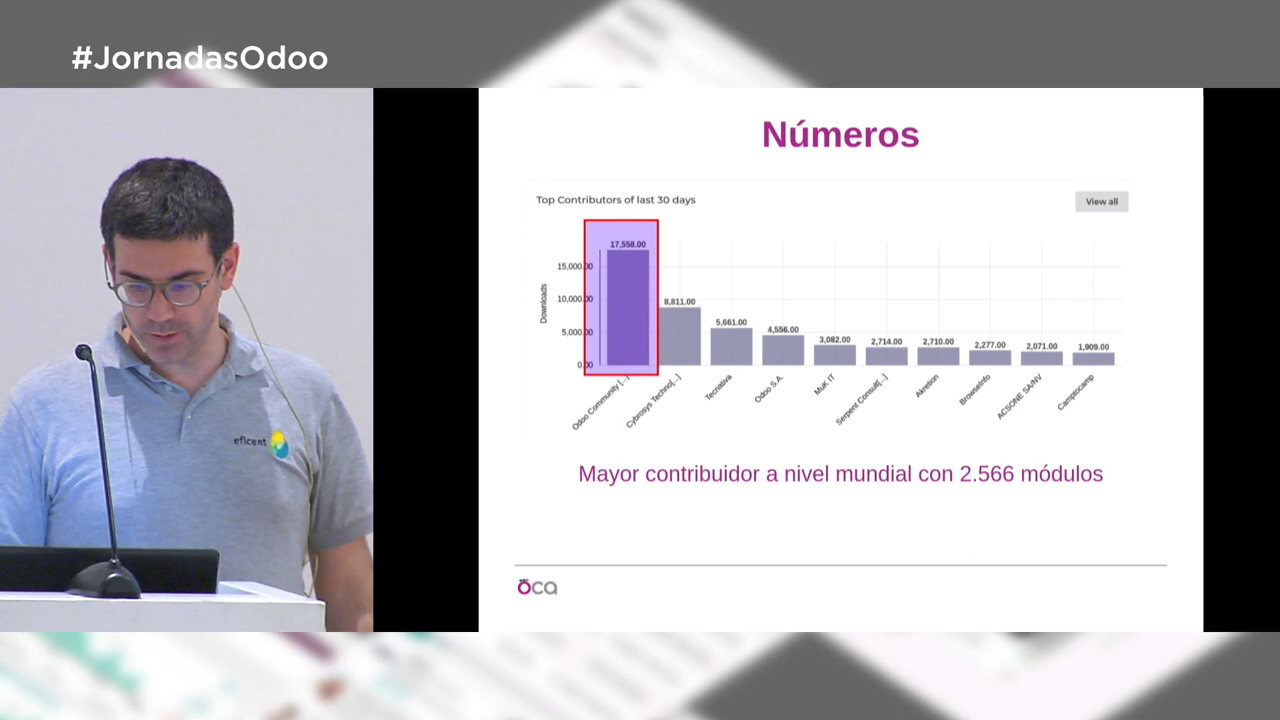 #JornadasOdoo
eficent
Números
Top Contributors of last 30 days
View all
Downloads
15,000.00
10,000.00
5,000.00
0.00
17,558.00
8,811.00
5,661.00
4,556.00
3,082.00
2,714.00
2,710.00
2,277.00
2,071.00
1,909.00
Odoo Community [...]
Cybrosys Techno[...]
Tecnativa
Odoo S.A.
MuK IT
Serpent Consult[...]
Akretion
Browseinfo
ACSONE SA/NV
Camptocamp
Mayor contribuidor a nivel mundial con 2.566 módulos
oca